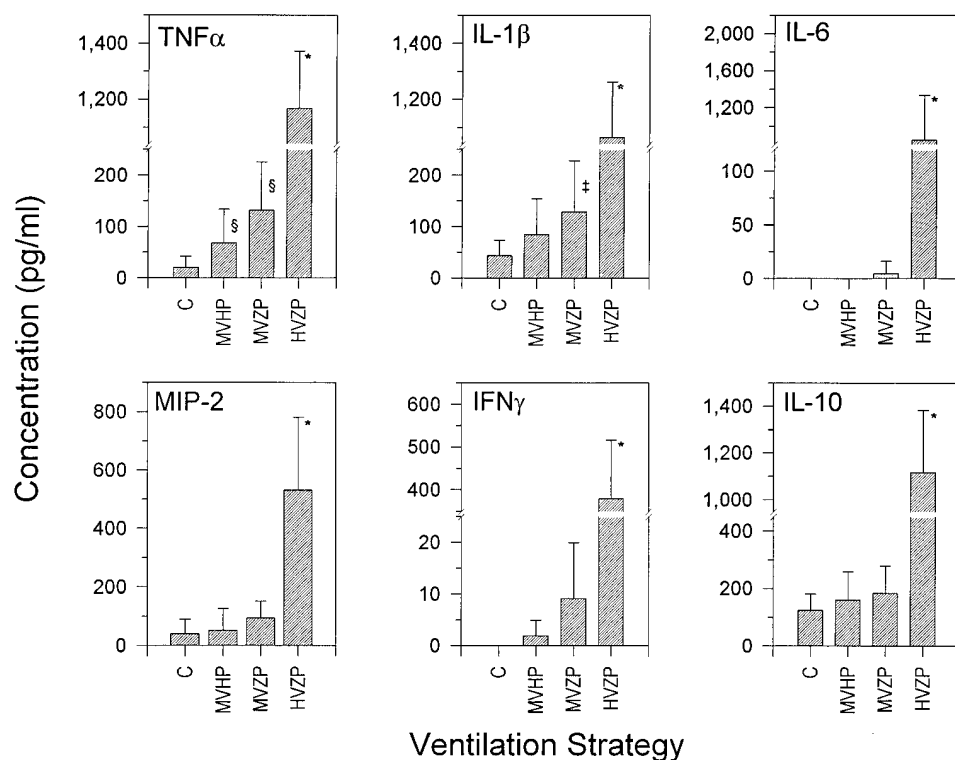 Concentration (pg/ml)
TNFα
1,400
1,200
200
100
0
§
§
*
C
MVHP
MVZP
HVZP
IL-1β
1,400
1,200
200
100
0
‡
*
C
MVHP
MVZP
HVZP
IL-6
2,000
1,600
1,200
100
50
0
*
C
MVHP
MVZP
HVZP
MIP-2
800
600
400
200
0
*
C
MVHP
MVZP
HVZP
IFNγ
600
500
400
20
10
0
*
C
MVHP
MVZP
HVZP
IL-10
1,400
1,200
1,000
400
200
0
*
C
MVHP
MVZP
HVZP
Ventilation Strategy